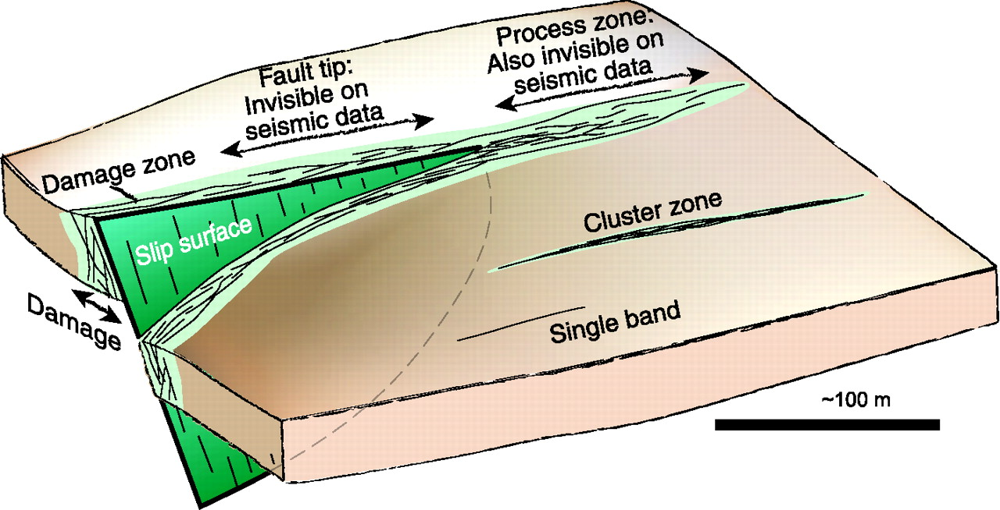 Process zone:
Also invisible on
seismic data
Fault tip:
Invisible on
seismic data
Damage zone
Slip surface
Cluster zone
Damage
Single band
~100 m